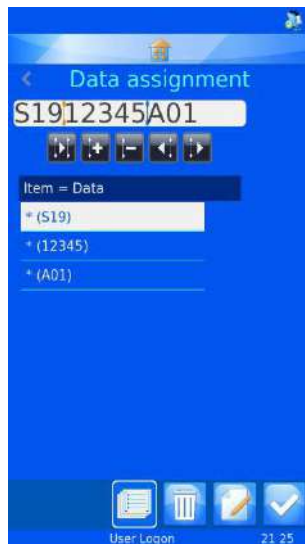 Data assignment
S1912345A01
Item = Data
* (S19)
* (12345)
* (A01)
User Logon 21 25